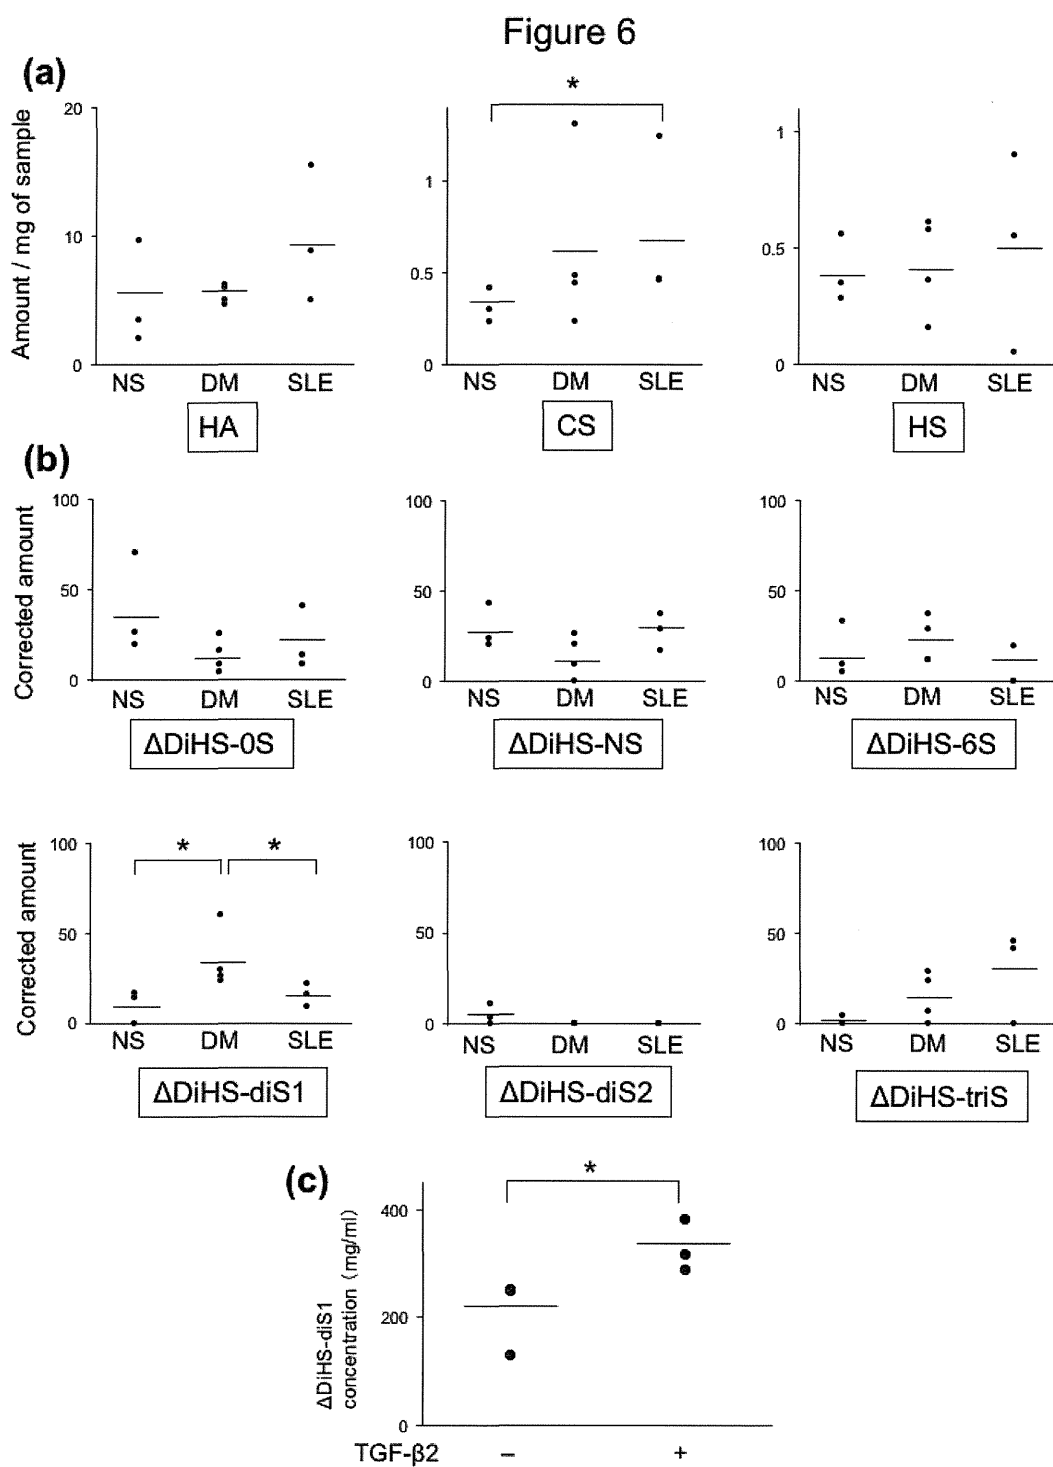 Figure 6
(a)
*
Amount / mg of sample
20
10
0
NS DM SLE
HA
1
0.5
0
NS DM SLE
CS
1
0.5
0
NS DM SLE
HS
(b)
Corrected amount
100
50
0
NS DM SLE
ΔDiHS-0S
100
50
0
NS DM SLE
ΔDiHS-NS
100
50
0
NS DM SLE
ΔDiHS-6S
Corrected amount
100
50
0
* *
NS DM SLE
ΔDiHS-diS1
100
50
0
NS DM SLE
ΔDiHS-diS2
100
50
0
NS DM SLE
ΔDiHS-triS
(c)
*
ΔDiHS-diS1
concentration (mg/ml)
400
200
0
TGF-β2 – +